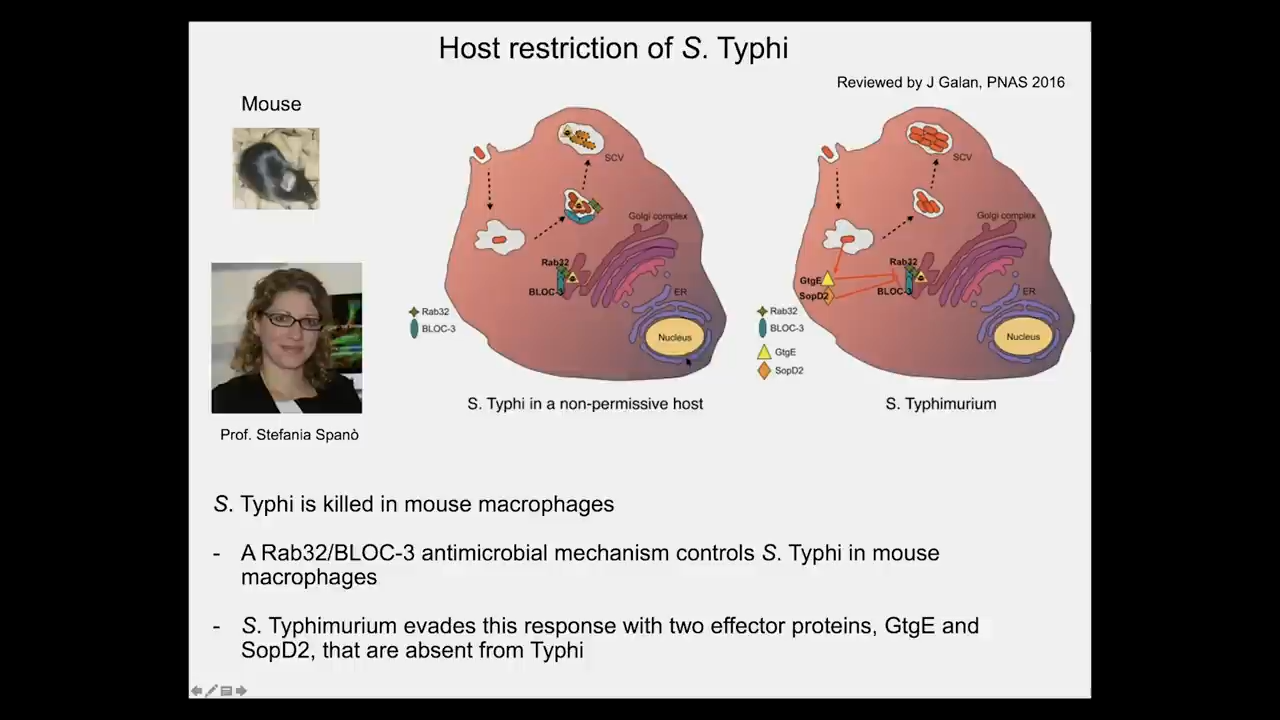 Host restriction of S. Typhi
Reviewed by J Galan, PNAS 2016
Mouse
SCV
Golgi complex
Rab32
BLOC-3
ER
Nucleus
Rab32
BLOC-3
S. Typhi in a non-permissive host
SCV
Golgi complex
Rab32
GtgE
BLOC-3
SopD2
ER
Nucleus
Rab32
BLOC-3
GtgE
SopD2
S. Typhimurium
Prof. Stefania Spanò
S. Typhi is killed in mouse macrophages
- A Rab32/BLOC-3 antimicrobial mechanism controls S. Typhi in mouse
macrophages
- S. Typhimurium evades this response with two effector proteins, GtgE and
SopD2, that are absent from Typhi